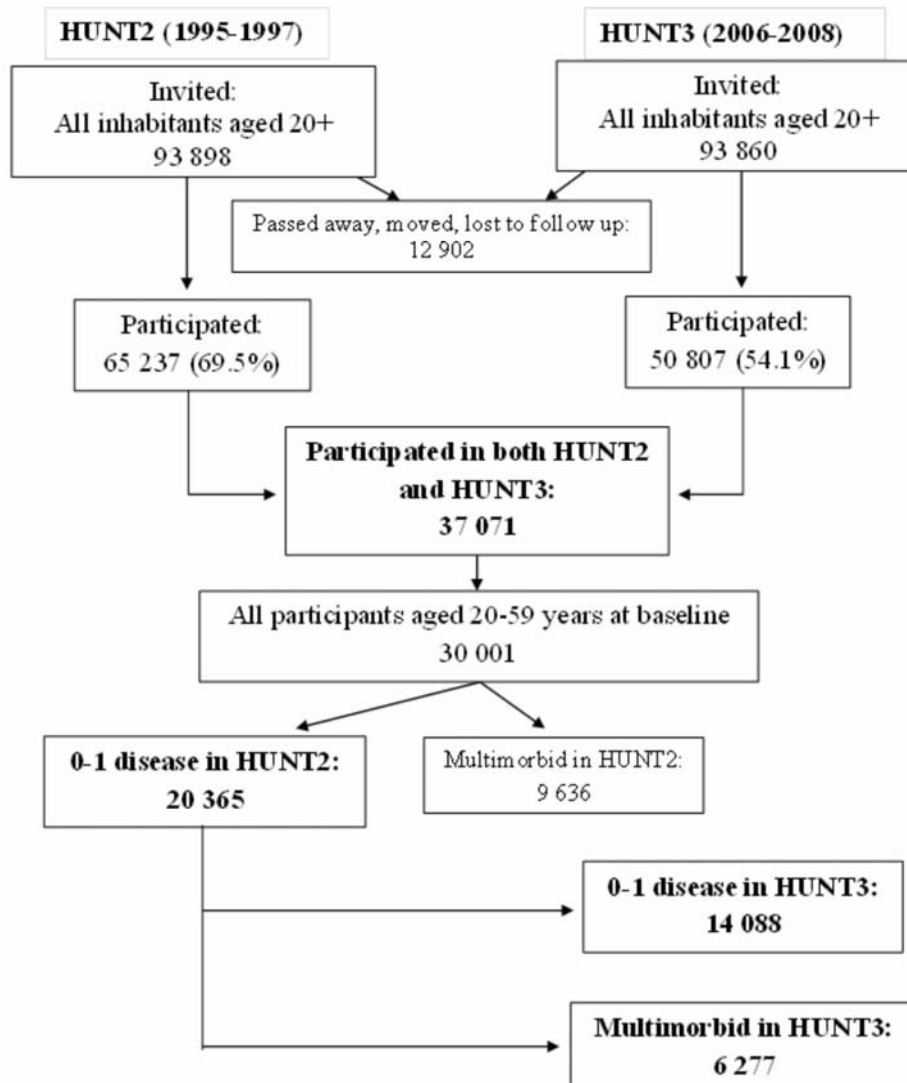 HUNT2 (1995-1997)
HUNT3 (2006-2008)
Invited:
All inhabitants aged 20+
93 898
Invited:
All inhabitants aged 20+
93 860
Passed away, moved, lost to follow up:
12 902
Participated:
65 237 (69.5%)
Participated:
50 807 (54.1%)
Participated in both HUNT2
and HUNT3:
37 071
All participants aged 20-59 years at baseline
30 001
0-1 disease in HUNT2:
20 365
Multimorbid in HUNT2:
9 636
0-1 disease in HUNT3:
14 088
Multimorbid in HUNT3:
6 277